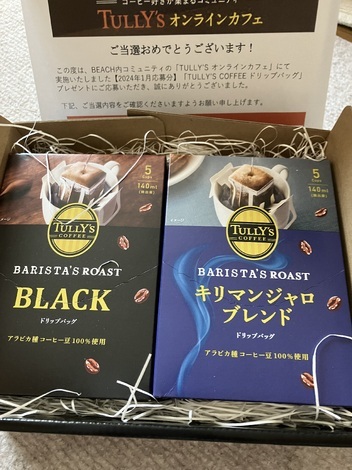 コーヒー好きが集まるコミュニティ
TULLY'S オンラインカフェ
ご当選おめでとうございます！
この度は、BEACH内コミュニティの「TULLY'S オンラインカフェ」にて
実施いたしました【2024年1月応募分】「TULLY'S COFFEE ドリップバッグ」
プレゼントにご応募いただき、誠にありがとうございました。
下記、ご当選内容をご確認くださいますようお願い申し上げます。
5
Cups
140ml
TULLY'S
COFFEE
BARISTA'S ROAST
BLACK
ドリップバッグ
アラビカ種コーヒー豆100%使用
5
Cups
140ml
TULLY'S
COFFEE
BARISTA'S ROAST
キリマンジャロ
ブレンド
ドリップバッグ
アラビカ種コーヒー豆100%使用